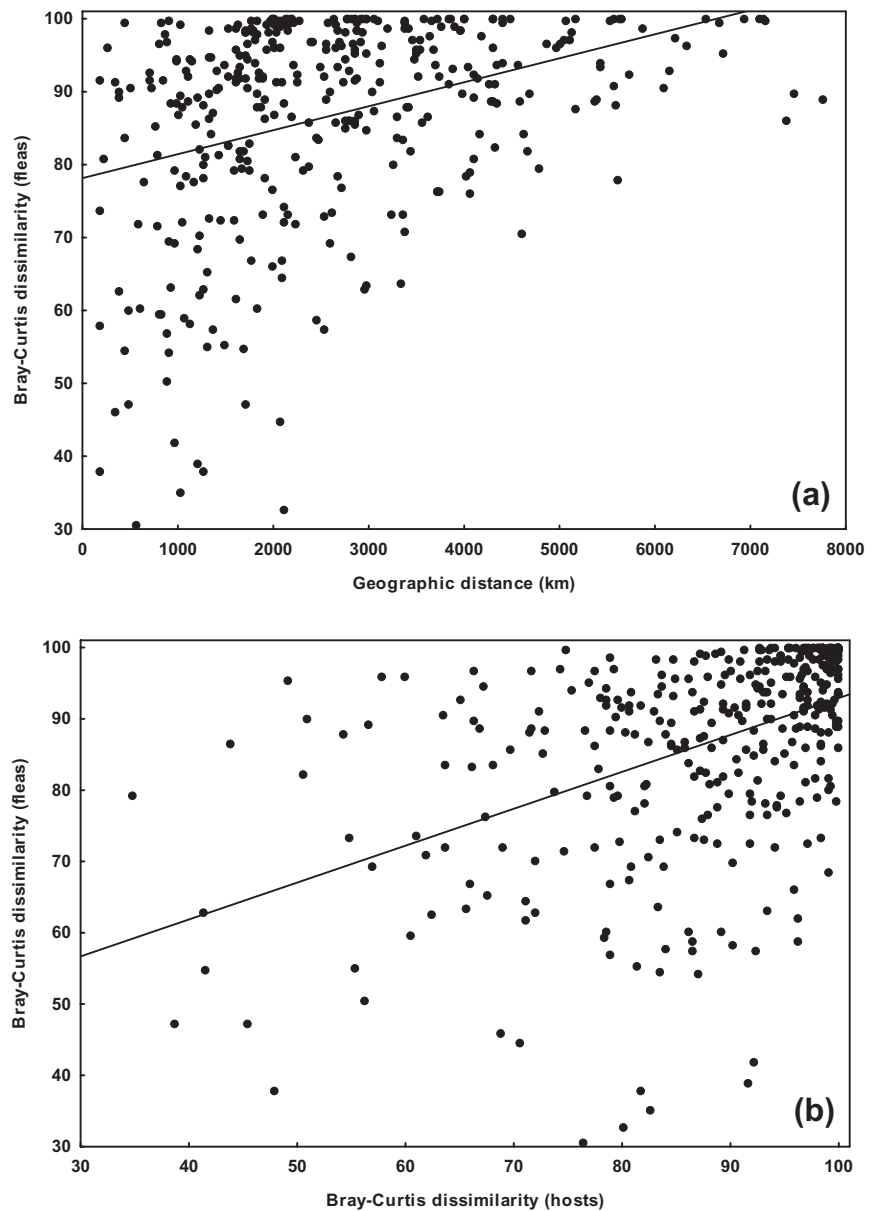 100
90
80
70
60
50
40
30
Bray-Curtis dissimilarity (fleas)
(a)
0 1000 2000 3000 4000 5000 6000 7000 8000
Geographic distance (km)
100
90
80
70
60
50
40
30
Bray-Curtis dissimilarity (fleas)
(b)
30 40 50 60 70 80 90 100
Bray-Curtis dissimilarity (hosts)